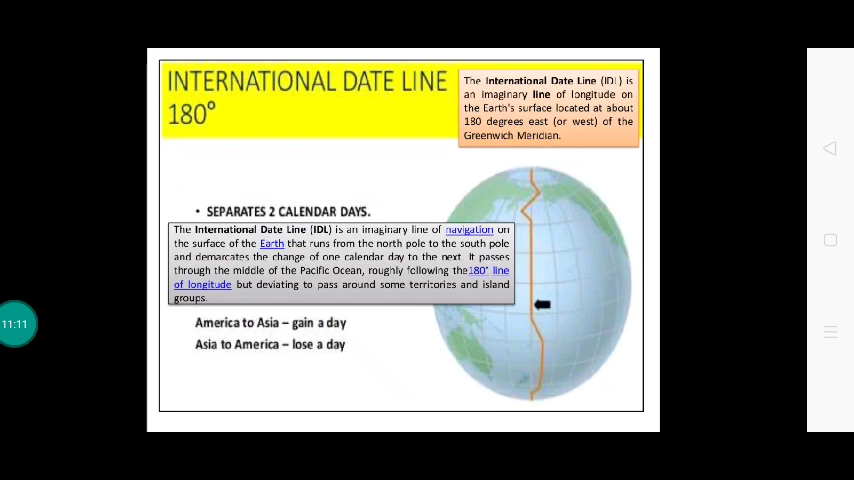 INTERNATIONAL DATE LINE
180°
The International Date Line (IDL) is
an imaginary line of longitude on
the Earth's surface located at about
180 degrees east (or west) of the
Greenwich Meridian.
• SEPARATES 2 CALENDAR DAYS.
The International Date Line (IDL) is an imaginary line of navigation on
the surface of the Earth that runs from the north pole to the south pole
and demarcates the change of one calendar day to the next. It passes
through the middle of the Pacific Ocean, roughly following the180° line
of longitude but deviating to pass around some territories and island
groups.
America to Asia – gain a day
Asia to America – lose a day
11:11